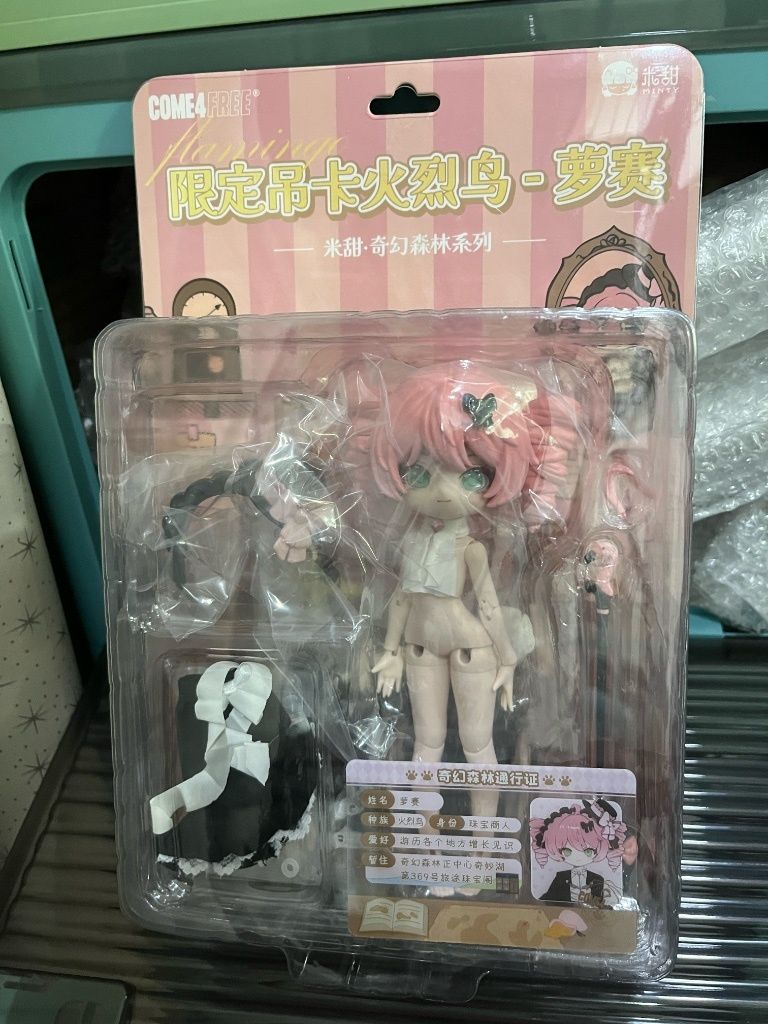 COME4FREE®
米甜
MINTY
flamingo
限定吊卡火烈鸟-萝赛
米甜·奇幻森林系列
奇幻森林通行证
姓名 萝赛
种族 火烈鸟 身份 珠宝商人
爱好 游历各个地方增长见识
暂住 奇幻森林正中心奇妙湖
第369号旅途珠宝阁